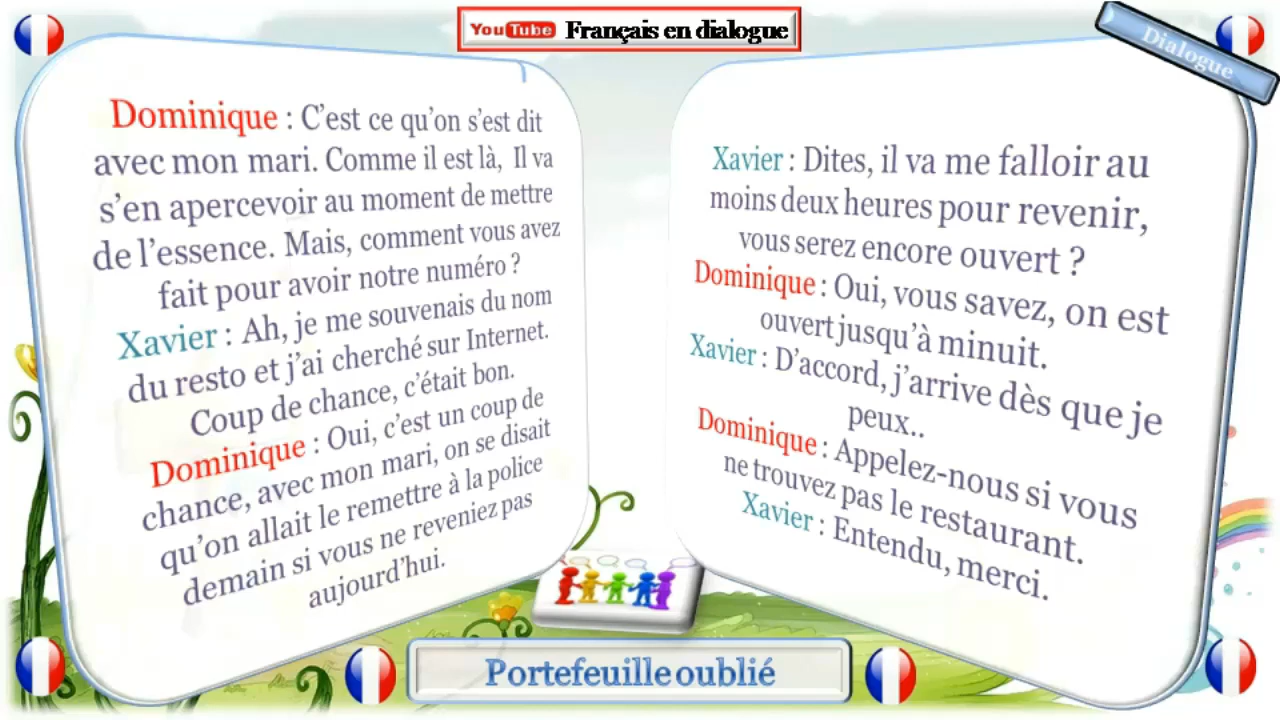 YouTube Français en dialogue
Dialogue
Dominique : C'est ce qu'on s'est dit
avec mon mari. Comme il est là, Il va
s'en apercevoir au moment de mettre
de l'essence. Mais, comment vous avez
fait pour avoir notre numéro ?
Xavier : Ah, je me souvenais du nom
du resto et j'ai cherché sur Internet.
Coup de chance, c'était bon.
Dominique : Oui, c'est un coup de
chance, avec mon mari, on se disait
qu'on allait le remettre à la police
demain si vous ne reveniez pas
aujourd'hui.
Xavier : Dites, il va me falloir au
moins deux heures pour revenir,
vous serez encore ouvert ?
Dominique : Oui, vous savez, on est
ouvert jusqu'à minuit.
Xavier : D'accord, j'arrive dès que je
peux..
Dominique : Appelez-nous si vous
ne trouvez pas le restaurant.
Xavier : Entendu, merci.
Portefeuille oublié